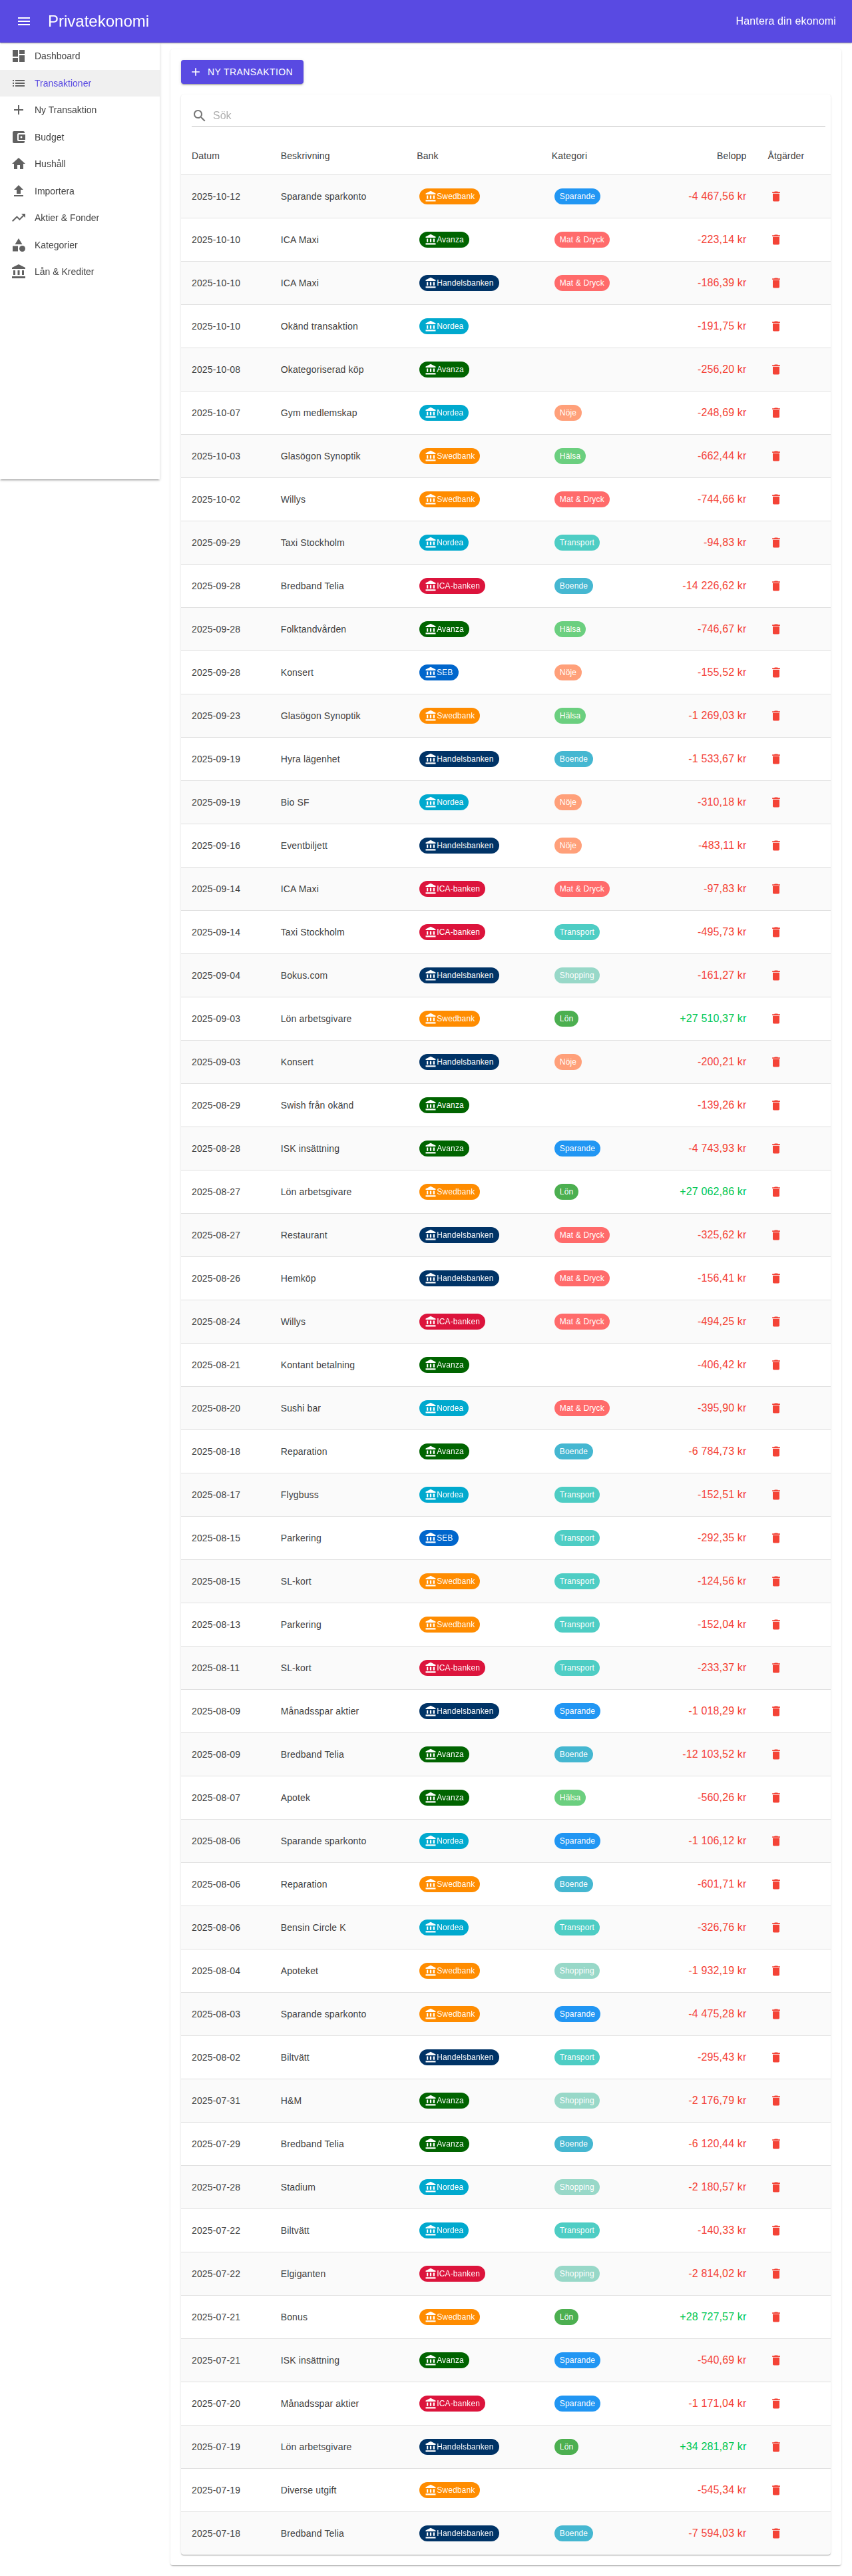 Privatekonomi
Hantera din ekonomi
Dashboard
Transaktioner
Ny Transaktion
Budget
Hushåll
Importera
Aktier & Fonder
Kategorier
Lån & Krediter
NY TRANSAKTION
Sök
Datum Beskrivning Bank Kategori Belopp Åtgärder
2025-10-12 Sparande sparkonto Swedbank Sparande -4 467,56 kr
2025-10-10 ICA Maxi Avanza Mat & Dryck -223,14 kr
2025-10-10 ICA Maxi Handelsbanken Mat & Dryck -186,39 kr
2025-10-10 Okänd transaktion Nordea -191,75 kr
2025-10-08 Okategoriserad köp Avanza -256,20 kr
2025-10-07 Gym medlemskap Nordea Nöje -248,69 kr
2025-10-03 Glasögon Synoptik Swedbank Hälsa -662,44 kr
2025-10-02 Willys Swedbank Mat & Dryck -744,66 kr
2025-09-29 Taxi Stockholm Nordea Transport -94,83 kr
2025-09-28 Bredband Telia ICA-banken Boende -14 226,62 kr
2025-09-28 Folktandvården Avanza Hälsa -746,67 kr
2025-09-28 Konsert SEB Nöje -155,52 kr
2025-09-23 Glasögon Synoptik Swedbank Hälsa -1 269,03 kr
2025-09-19 Hyra lägenhet Handelsbanken Boende -1 533,67 kr
2025-09-19 Bio SF Nordea Nöje -310,18 kr
2025-09-16 Eventbiljett Handelsbanken Nöje -483,11 kr
2025-09-14 ICA Maxi ICA-banken Mat & Dryck -97,83 kr
2025-09-14 Taxi Stockholm ICA-banken Transport -495,73 kr
2025-09-04 Bokus.com Handelsbanken Shopping -161,27 kr
2025-09-03 Lön arbetsgivare Swedbank Lön +27 510,37 kr
2025-09-03 Konsert Handelsbanken Nöje -200,21 kr
2025-08-29 Swish från okänd Avanza -139,26 kr
2025-08-28 ISK insättning Avanza Sparande -4 743,93 kr
2025-08-27 Lön arbetsgivare Swedbank Lön +27 062,86 kr
2025-08-27 Restaurant Handelsbanken Mat & Dryck -325,62 kr
2025-08-26 Hemköp Handelsbanken Mat & Dryck -156,41 kr
2025-08-24 Willys ICA-banken Mat & Dryck -494,25 kr
2025-08-21 Kontant betalning Avanza -406,42 kr
2025-08-20 Sushi bar Nordea Mat & Dryck -395,90 kr
2025-08-18 Reparation Avanza Boende -6 784,73 kr
2025-08-17 Flygbuss Nordea Transport -152,51 kr
2025-08-15 Parkering SEB Transport -292,35 kr
2025-08-15 SL-kort Swedbank Transport -124,56 kr
2025-08-13 Parkering Swedbank Transport -152,04 kr
2025-08-11 SL-kort ICA-banken Transport -233,37 kr
2025-08-09 Månadsspar aktier Handelsbanken Sparande -1 018,29 kr
2025-08-09 Bredband Telia Avanza Boende -12 103,52 kr
2025-08-07 Apotek Avanza Hälsa -560,26 kr
2025-08-06 Sparande sparkonto Nordea Sparande -1 106,12 kr
2025-08-06 Reparation Swedbank Boende -601,71 kr
2025-08-06 Bensin Circle K Nordea Transport -326,76 kr
2025-08-04 Apoteket Swedbank Shopping -1 932,19 kr
2025-08-03 Sparande sparkonto Swedbank Sparande -4 475,28 kr
2025-08-02 Biltvätt Handelsbanken Transport -295,43 kr
2025-07-31 H&M Avanza Shopping -2 176,79 kr
2025-07-29 Bredband Telia Avanza Boende -6 120,44 kr
2025-07-28 Stadium Nordea Shopping -2 180,57 kr
2025-07-22 Biltvätt Nordea Transport -140,33 kr
2025-07-22 Elgiganten ICA-banken Shopping -2 814,02 kr
2025-07-21 Bonus Swedbank Lön +28 727,57 kr
2025-07-21 ISK insättning Avanza Sparande -540,69 kr
2025-07-20 Månadsspar aktier ICA-banken Sparande -1 171,04 kr
2025-07-19 Lön arbetsgivare Handelsbanken Lön +34 281,87 kr
2025-07-19 Diverse utgift Swedbank -545,34 kr
2025-07-18 Bredband Telia Handelsbanken Boende -7 594,03 kr